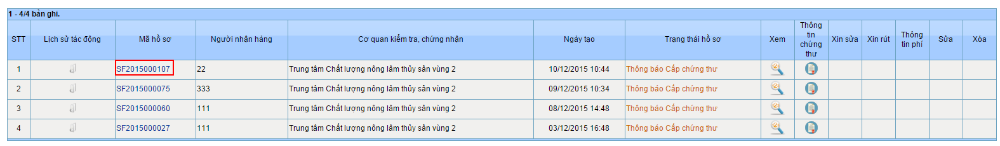 1 - 4/4 bản ghi.
STT Lịch sử tác động Mã hồ sơ Người nhận hàng Cơ quan kiểm tra, chứng nhận Ngày tạo Trạng thái hồ sơ Xem Thông tin chứng thư Xin sửa Xin rút Thông tin phí Sửa Xóa
1 SF2015000107 22 Trung tâm Chất lượng nông lâm thủy sản vùng 2 10/12/2015 10:44 Thông báo Cấp chứng thư
2 SF2015000075 333 Trung tâm Chất lượng nông lâm thủy sản vùng 2 09/12/2015 10:34 Thông báo Cấp chứng thư
3 SF2015000060 111 Trung tâm Chất lượng nông lâm thủy sản vùng 2 08/12/2015 14:48 Thông báo Cấp chứng thư
4 SF2015000027 111 Trung tâm Chất lượng nông lâm thủy sản vùng 2 03/12/2015 16:48 Thông báo Cấp chứng thư